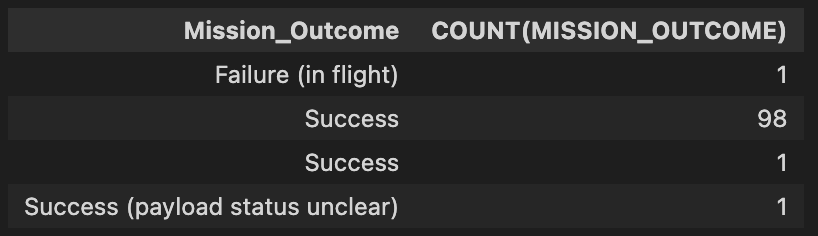 Mission_Outcome COUNT(MISSION_OUTCOME)
Failure (in flight) 1
Success 98
Success 1
Success (payload status unclear) 1